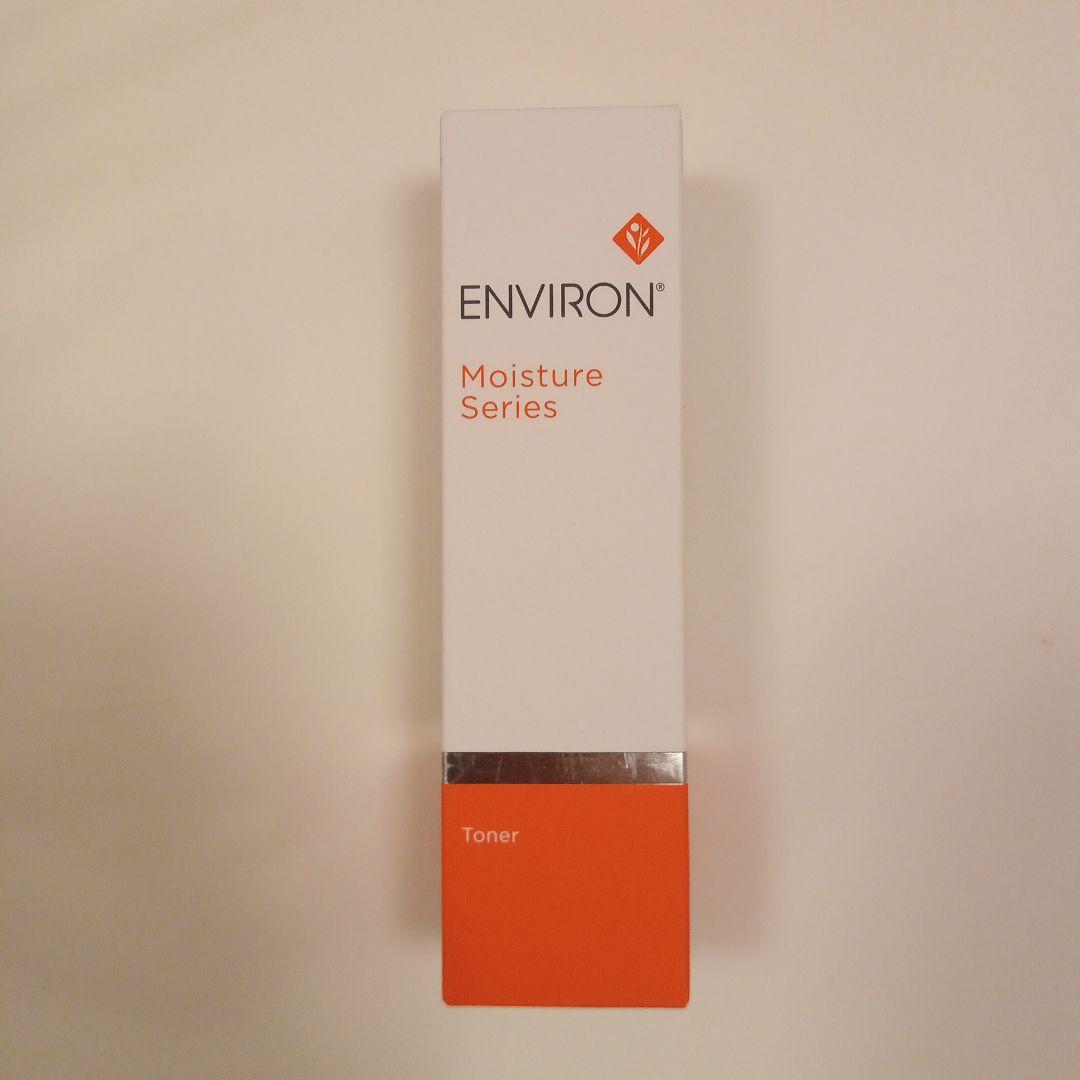 ENVIRON®
Moisture
Series
Toner